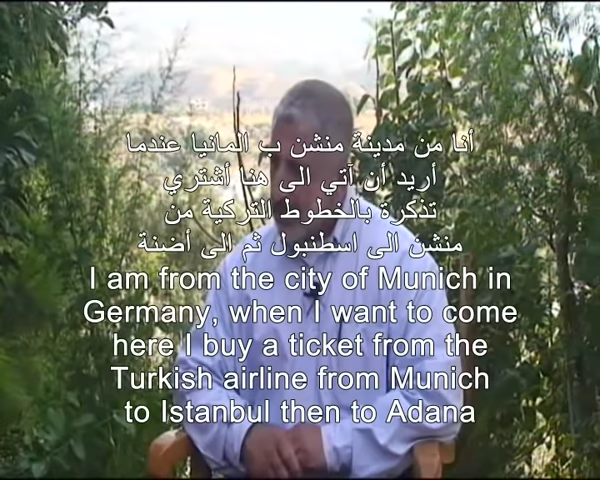 أنا من مدينة منشن ب المانيا عندما
أريد أن آتي الى هنا أشتري
تذكرة بالخطوط التركية من
منشن الى اسطنبول ثم الى أضنة
I am from the city of Munich in
Germany, when I want to come
here I buy a ticket from the
Turkish airline from Munich
to Istanbul then to Adana